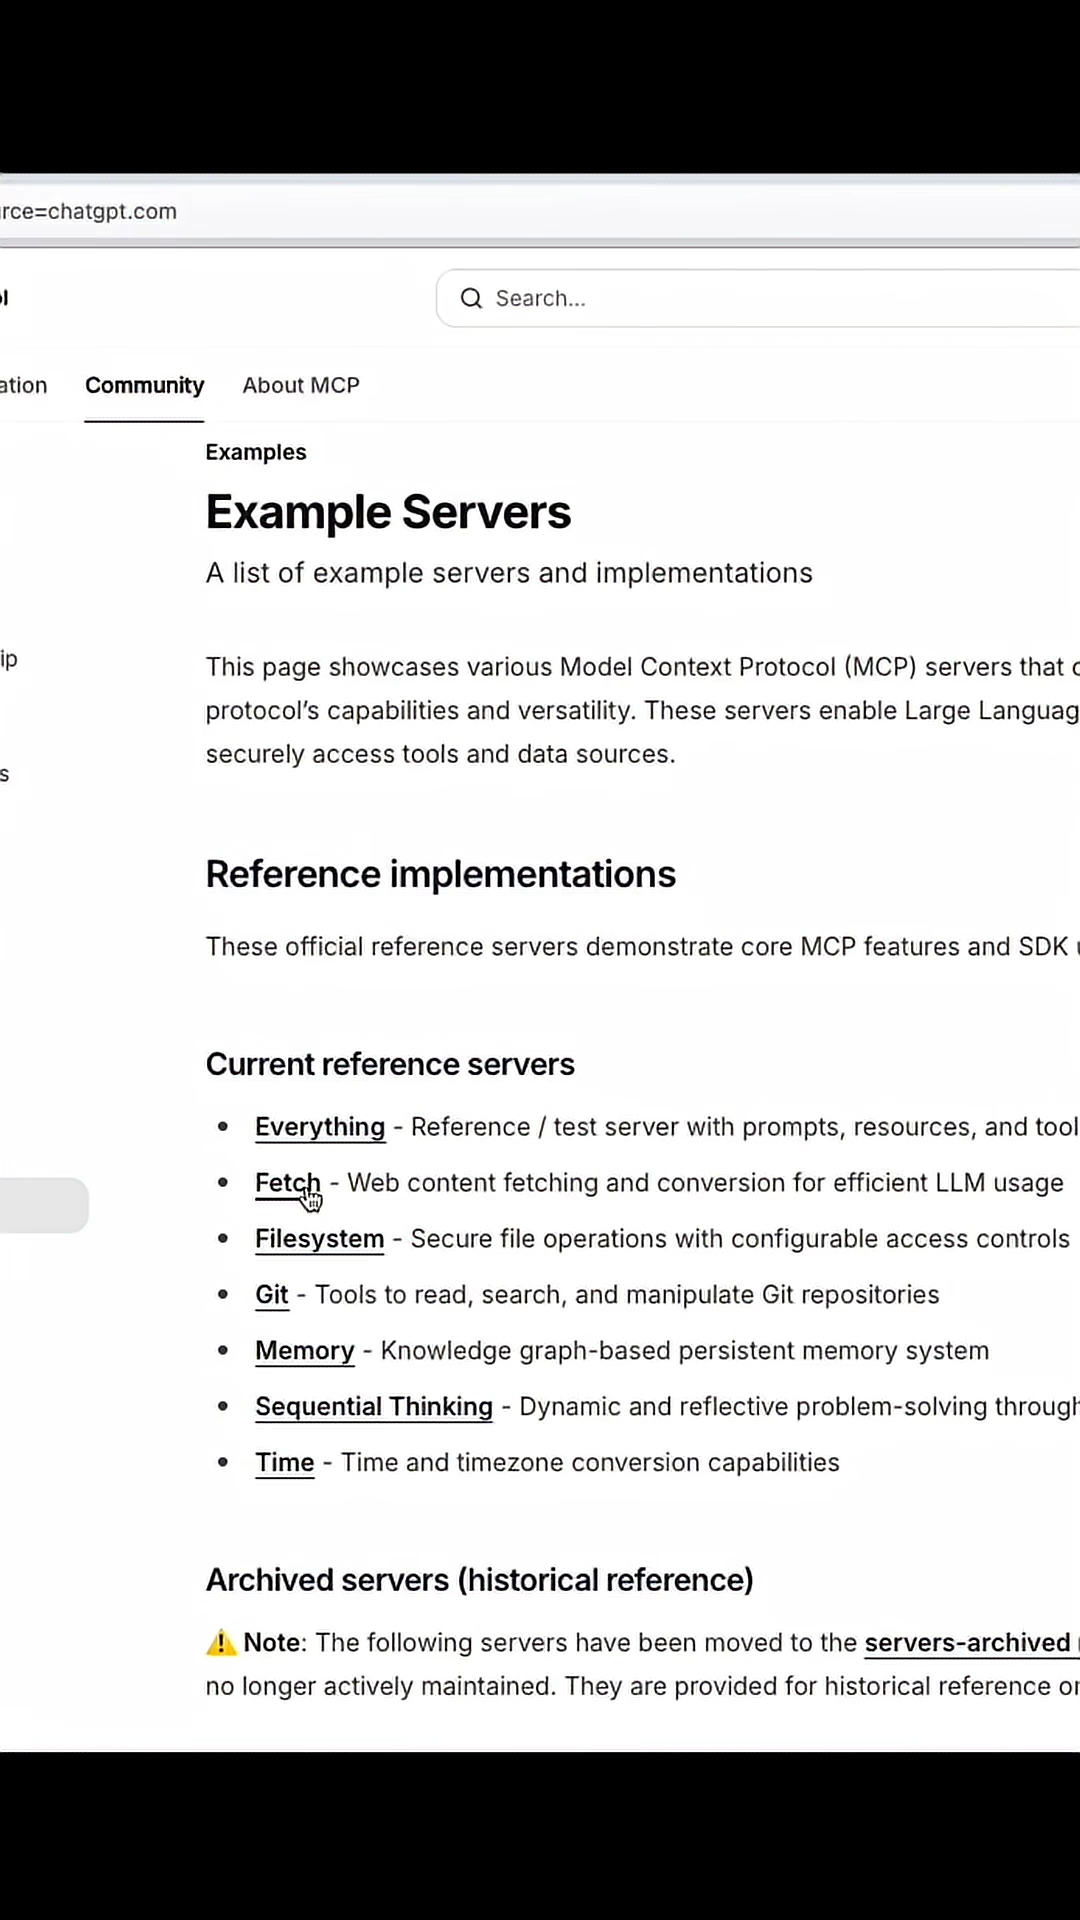 rce=chatgpt.com
Search...
ation Community About MCP
Examples
Example Servers
A list of example servers and implementations
ip
This page showcases various Model Context Protocol (MCP) servers that
protocol's capabilities and versatility. These servers enable Large Languag
securely access tools and data sources.
s
Reference implementations
These official reference servers demonstrate core MCP features and SDK
Current reference servers
• Everything - Reference / test server with prompts, resources, and tool
• Fetch - Web content fetching and conversion for efficient LLM usage
• Filesystem - Secure file operations with configurable access controls
• Git - Tools to read, search, and manipulate Git repositories
• Memory - Knowledge graph-based persistent memory system
• Sequential Thinking - Dynamic and reflective problem-solving through
• Time - Time and timezone conversion capabilities
Archived servers (historical reference)
⚠️ Note: The following servers have been moved to the servers-archived
no longer actively maintained. They are provided for historical reference